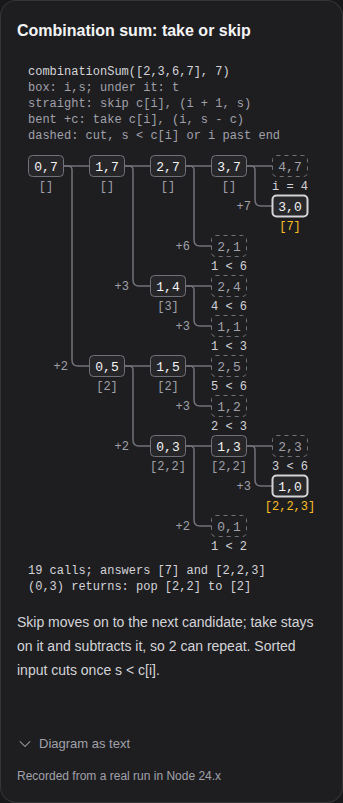 Combination sum: take or skip
combinationSum([2,3,6,7], 7)
box: i,s; under it: t
straight: skip c[i], (i + 1, s)
bent +c: take c[i], (i, s - c)
dashed: cut, s < c[i] or i past end
0,7 1,7 2,7 3,7 4,7
[] [] [] [] i = 4
+7 3,0
[7]
+6 2,1
1 < 6
+3 1,4 2,4
[3] 4 < 6
+3 1,1
1 < 3
+2 0,5 1,5 2,5
[2] [2] 5 < 6
+3 1,2
2 < 3
+2 0,3 1,3 2,3
[2,2] [2,2] 3 < 6
+3 1,0
[2,2,3]
+2 0,1
1 < 2
19 calls; answers [7] and [2,2,3]
(0,3) returns: pop [2,2] to [2]
Skip moves on to the next candidate; take stays
on it and subtracts it, so 2 can repeat. Sorted
input cuts once s < c[i].
Diagram as text
Recorded from a real run in Node 24.x